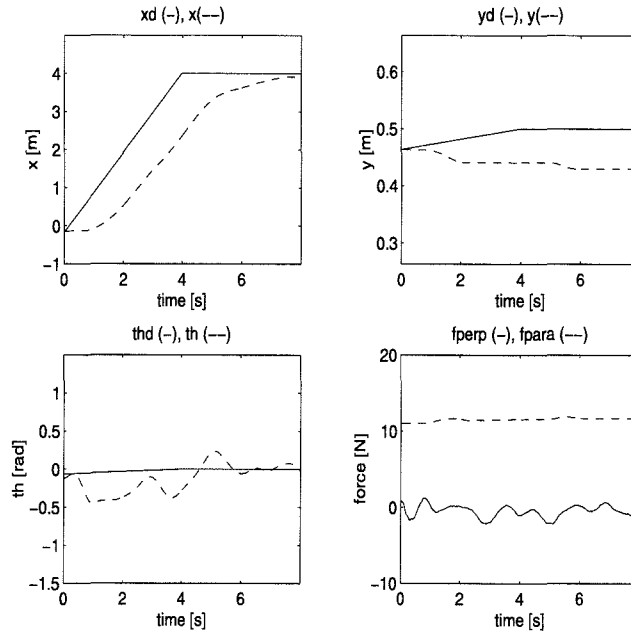 xd (-), x(--)
5
4
3
2
1
0
-1
x [m]
0 2 4 6
time [s]
yd (-), y(--)
0.6
0.5
0.4
0.3
y [m]
0 2 4 6
time [s]
thd (-), th (--)
1
0.5
0
-0.5
-1
-1.5
th [rad]
0 2 4 6
time [s]
fperp (-), fpara (--)
20
10
0
-10
force [N]
0 2 4 6
time [s]